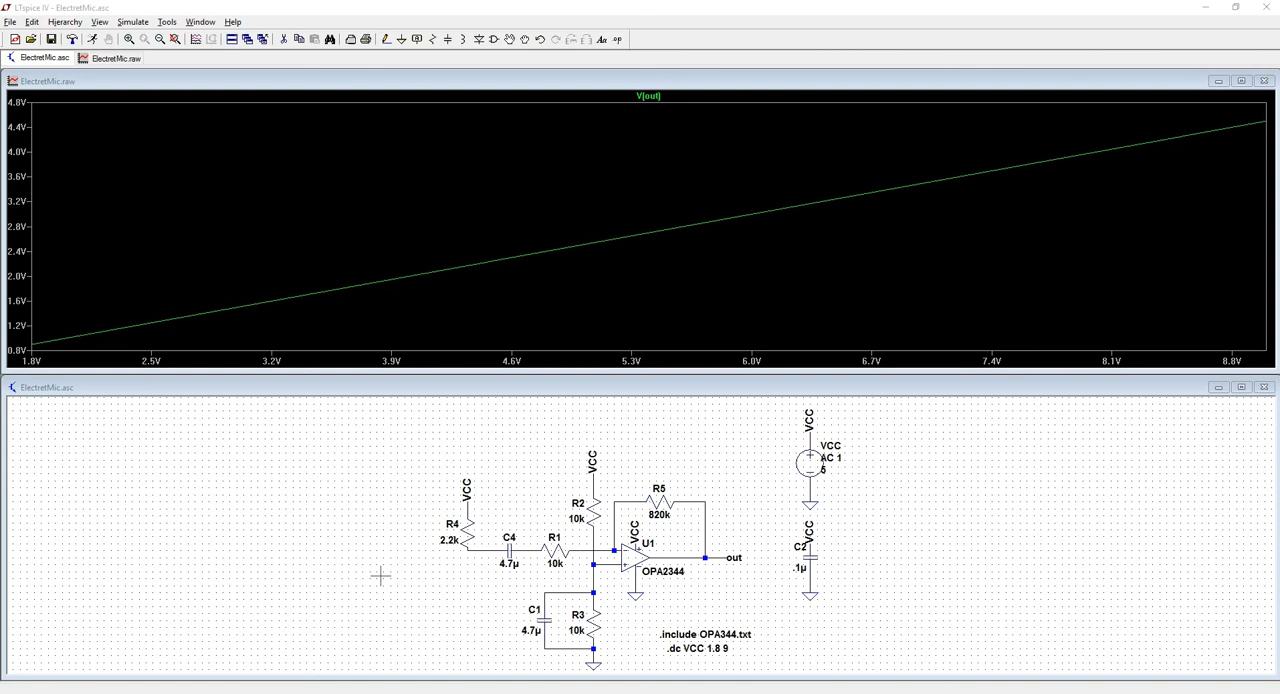 LTspice IV - ElectretMic.asc
File Edit Hierarchy View Simulate Tools Window Help
Aa .op
ElectretMic.asc ElectretMic.raw
ElectretMic.raw
V(out)
4.8V
4.4V
4.0V
3.6V
3.2V
2.8V
2.4V
2.0V
1.6V
1.2V
0.8V
1.8V 2.5V 3.2V 3.9V 4.6V 5.3V 6.0V 6.7V 7.4V 8.1V 8.8V
ElectretMic.asc
VCC
VCC
AC 1
5
VCC
R5
820k
VCC
R2
10k
R4
2.2k
C4
4.7µ
R1
10k
VCC
U1
OPA2344
out
VCC
C2
.1µ
C1
4.7µ
R3
10k
.include OPA344.txt
.dc VCC 1.8 9